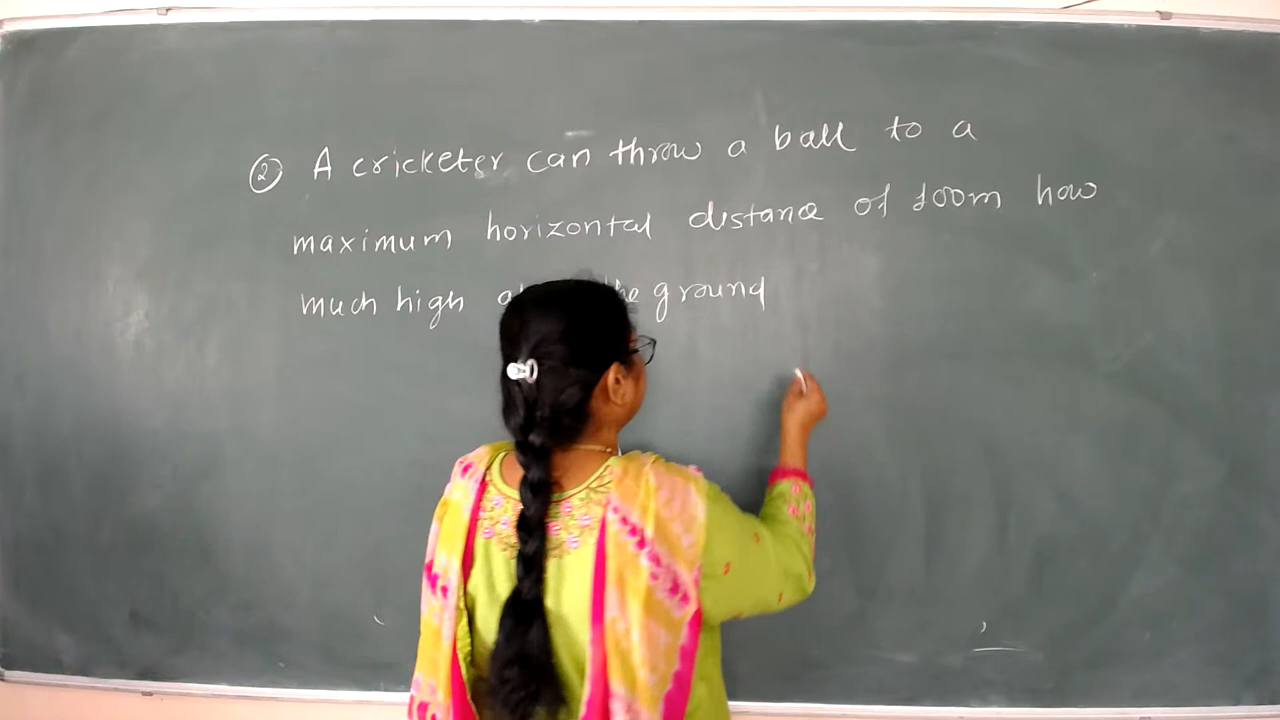 ② A cricketer can throw a ball to a
maximum horizontal distance of 100m how
much high the ground